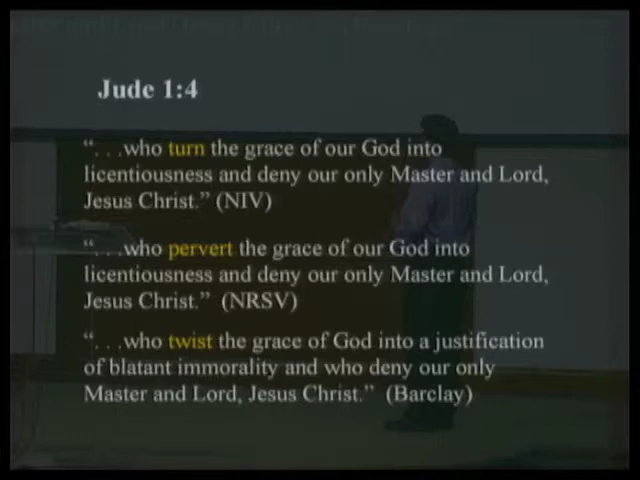 Jude 1:4
“. . .who turn the grace of our God into
licentiousness and deny our only Master and Lord,
Jesus Christ.” (NIV)
“. . .who pervert the grace of our God into
licentiousness and deny our only Master and Lord,
Jesus Christ.” (NRSV)
“. . .who twist the grace of God into a justification
of blatant immorality and who deny our only
Master and Lord, Jesus Christ.” (Barclay)